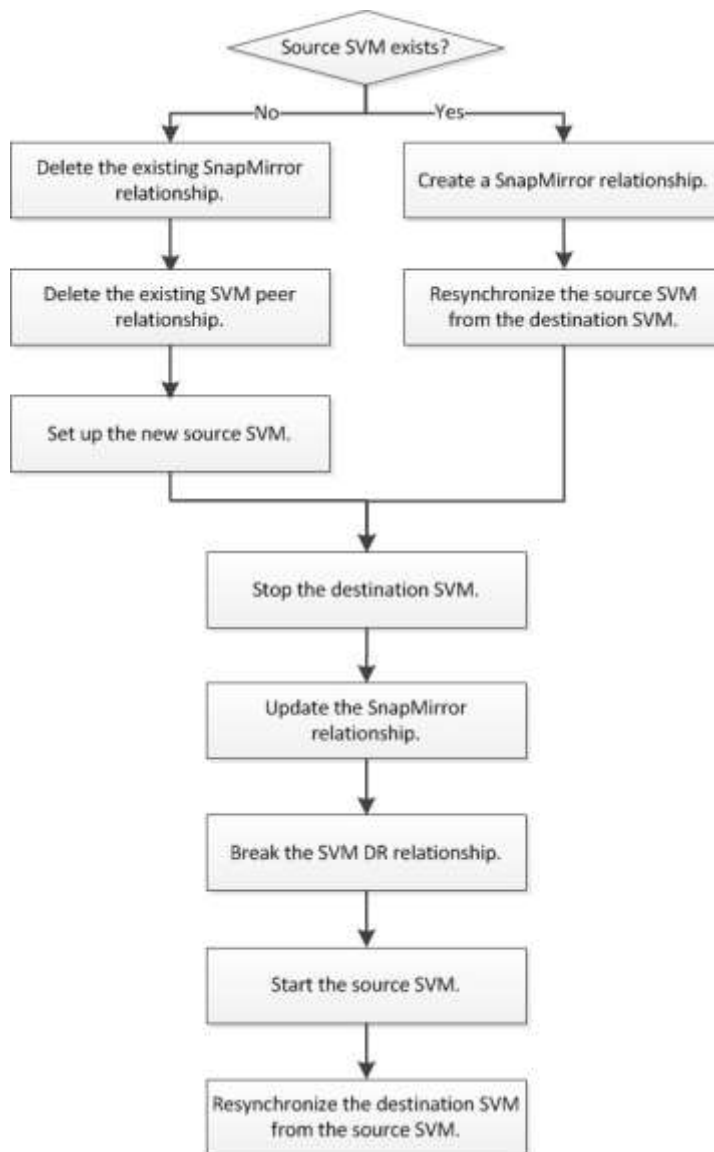 Source SVM exists?
No
Yes
Delete the existing SnapMirror
relationship.
Create a SnapMirror relationship.
Delete the existing SVM peer
relationship.
Resynchronize the source SVM
from the destination SVM.
Set up the new source SVM.
Stop the destination SVM.
Update the SnapMirror
relationship.
Break the SVM DR relationship.
Start the source SVM.
Resynchronize the destination SVM
from the source SVM.